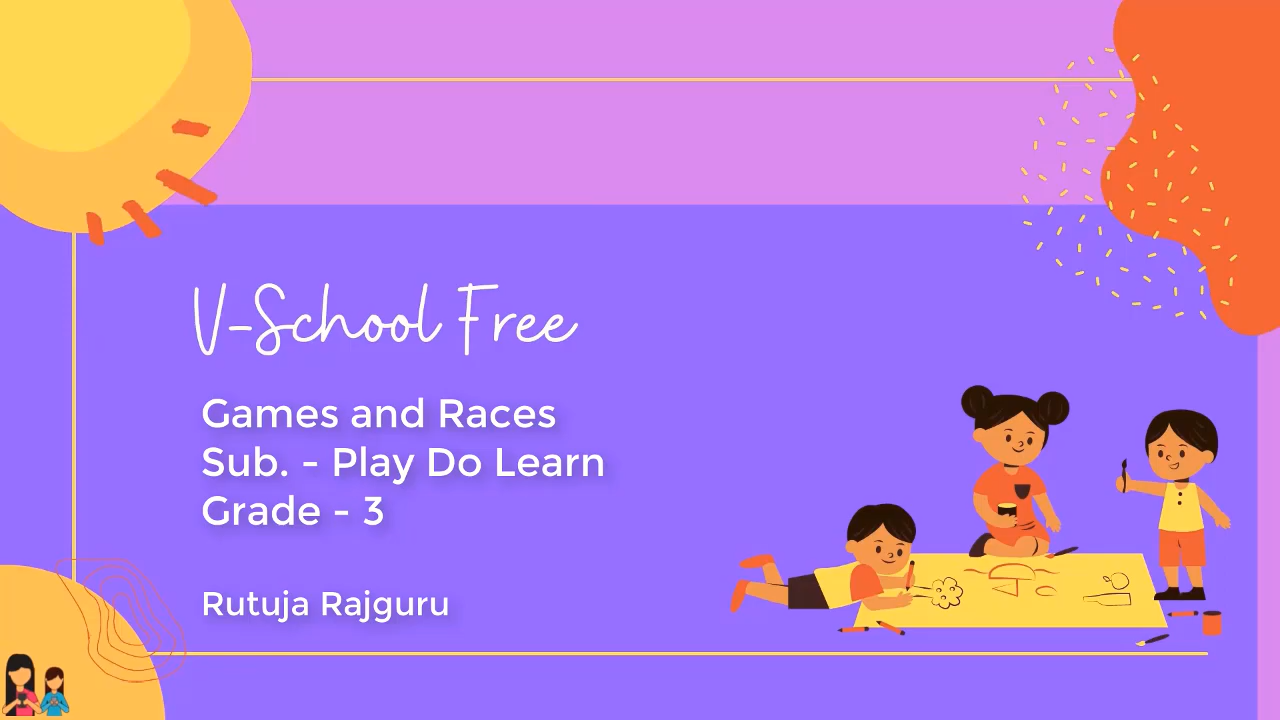 V-School Free
Games and Races
Sub. - Play Do Learn
Grade - 3
Rutuja Rajguru